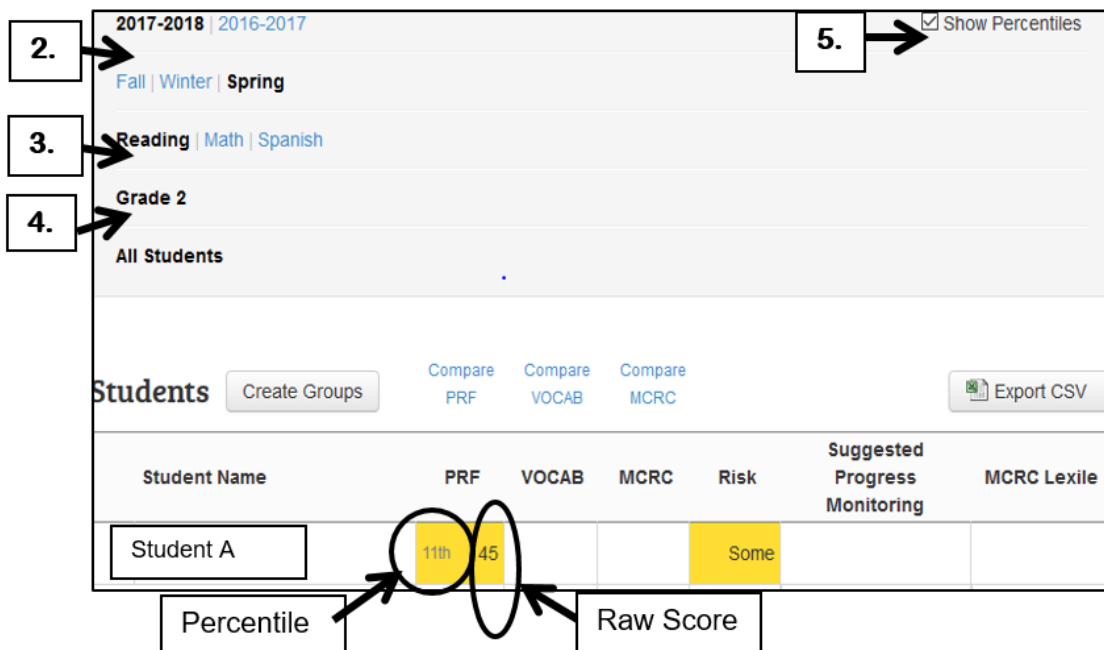 2017-2018 | 2016-2017
Show Percentiles
2.
5.
Fall | Winter | Spring
3.
Reading | Math | Spanish
Grade 2
4.
All Students
Students
Create Groups
Compare
PRF
Compare
VOCAB
Compare
MCRC
Export CSV
Student Name
PRF
VOCAB
MCRC
Risk
Suggested
Progress
Monitoring
MCRC Lexile
Student A
11th
45
Some
Percentile
Raw Score